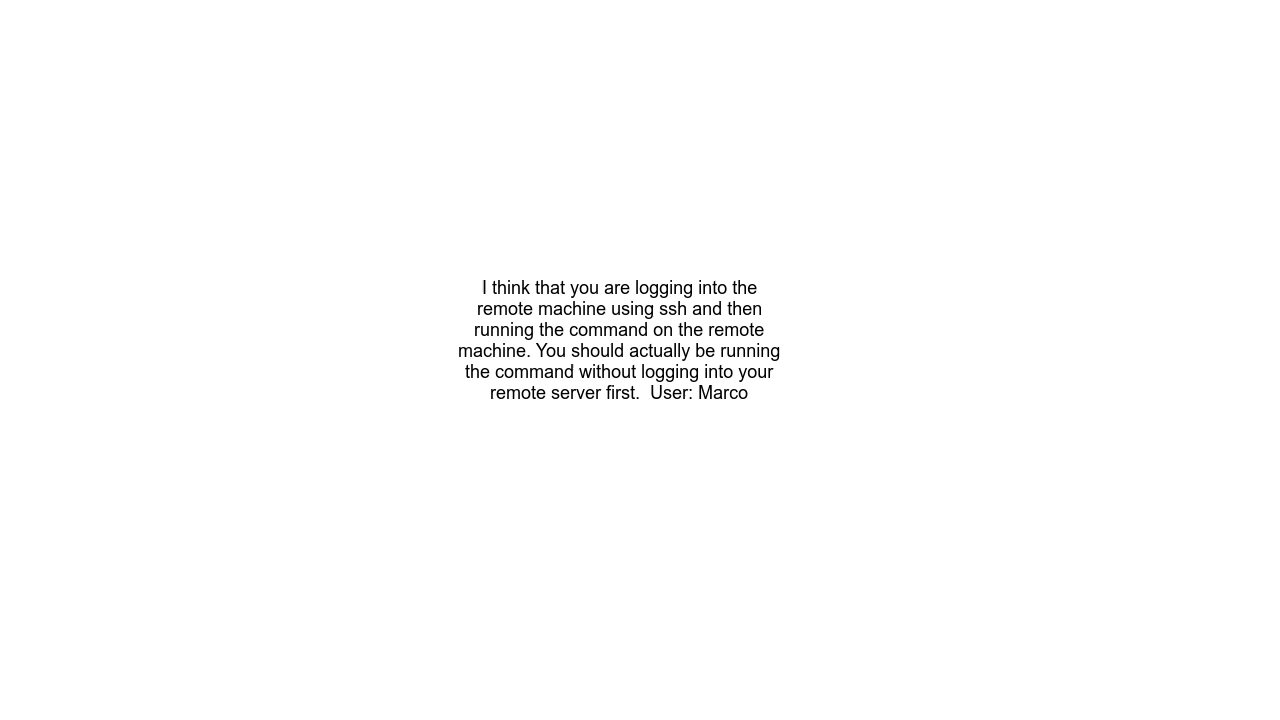 I think that you are logging into the
remote machine using ssh and then
running the command on the remote
machine. You should actually be running
the command without logging into your
remote server first.  User: Marco